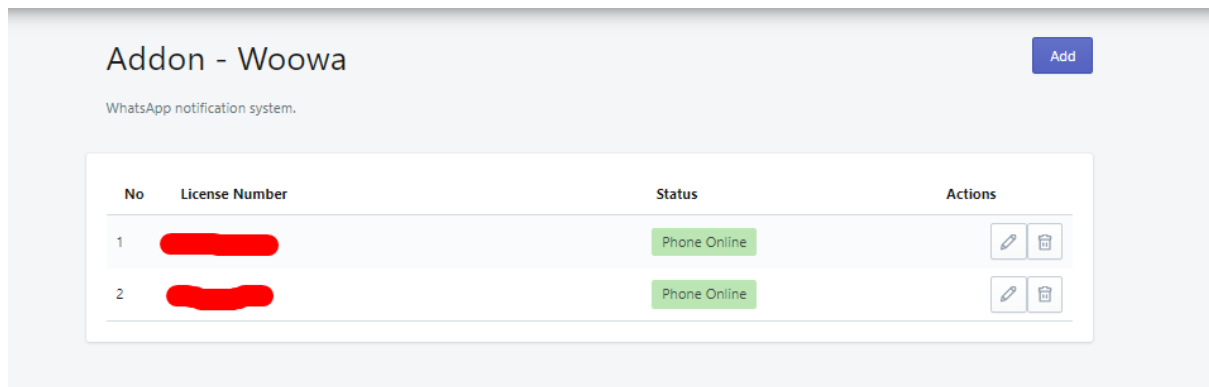 Addon - Woowa
Add
WhatsApp notification system.
No License Number Status Actions
1 Phone Online
2 Phone Online